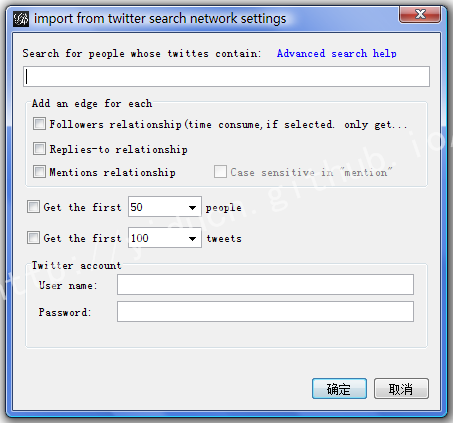 import from twitter search network settings
Search for people whose twittes contain: Advanced search help
Add an edge for each
Followers relationship(time consume,if selected. only get...
Replies-to relationship
Mentions relationship Case sensitive in "mention"
Get the first 50 people
Get the first 100 tweets
Twitter account
User name:
Password:
确定 取消